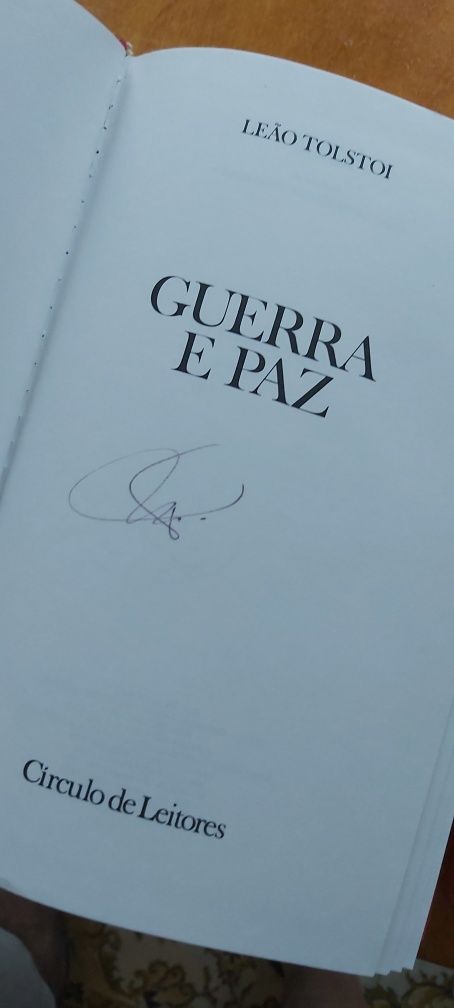 LEÃO TOLSTOI
GUERRA
E PAZ
Círculo de Leitores